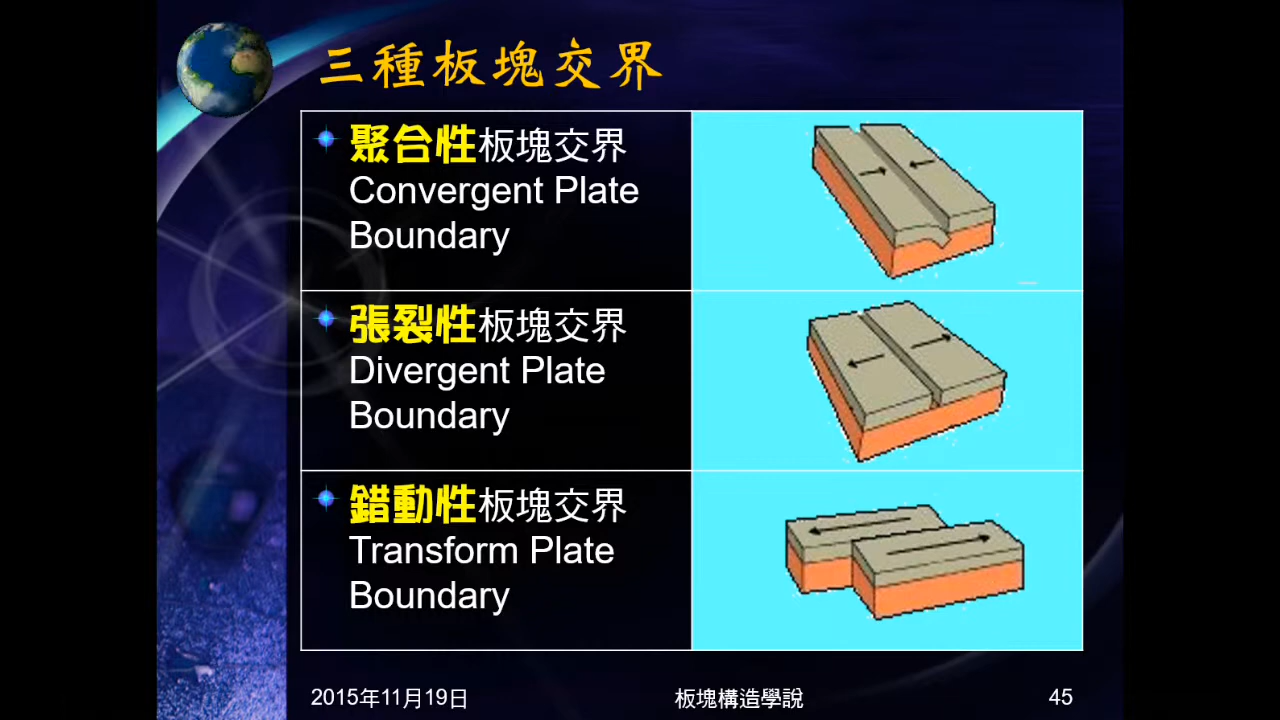 三種板塊交界
聚合性板塊交界
Convergent Plate
Boundary
張裂性板塊交界
Divergent Plate
Boundary
錯動性板塊交界
Transform Plate
Boundary
2015年11月19日
板塊構造學說
45